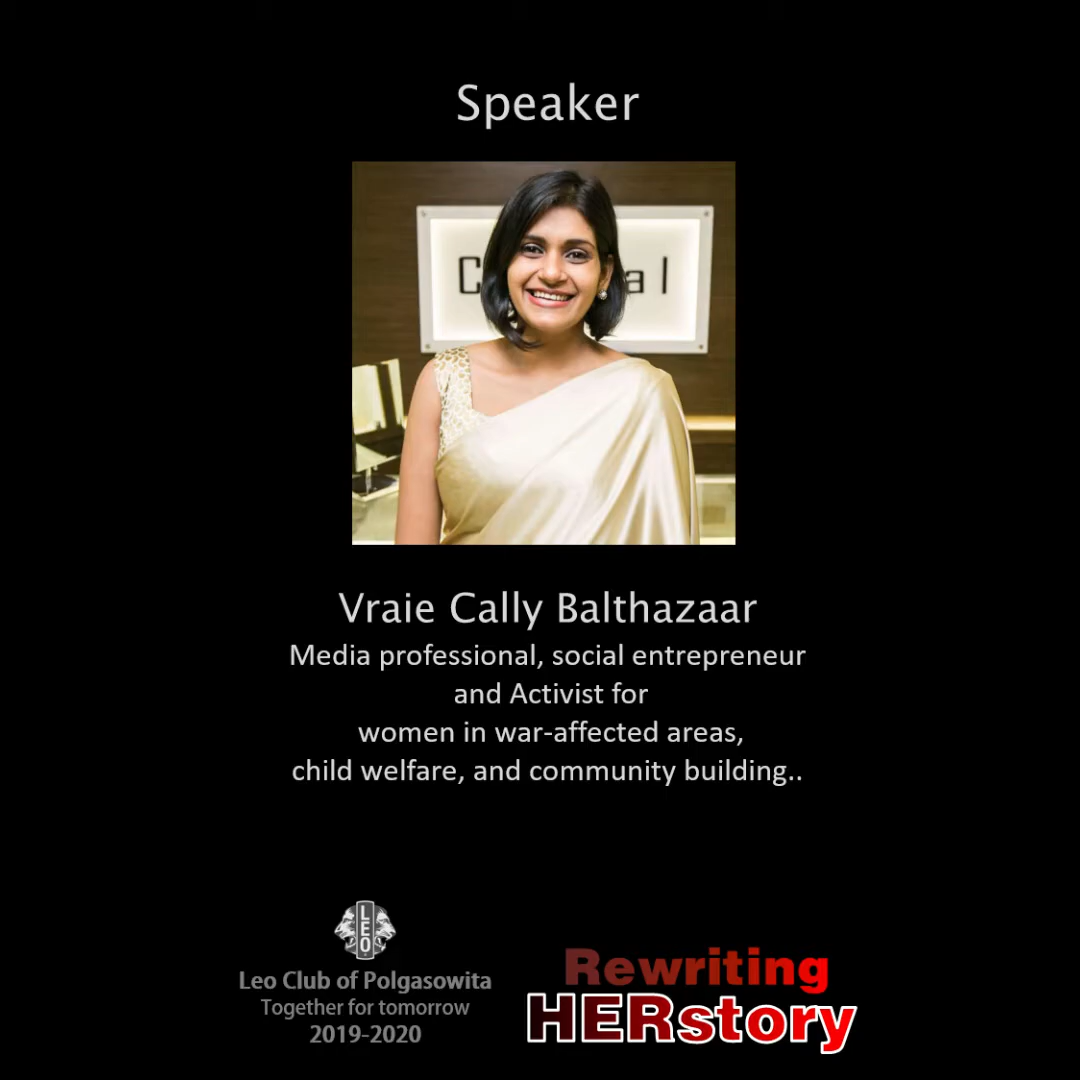 Speaker
Vraie Cally Balthazaar
Media professional, social entrepreneur
and Activist for
women in war-affected areas,
child welfare, and community building..
LEO
Leo Club of Polgasowita
Together for tomorrow
2019-2020
Rewriting
HERstory